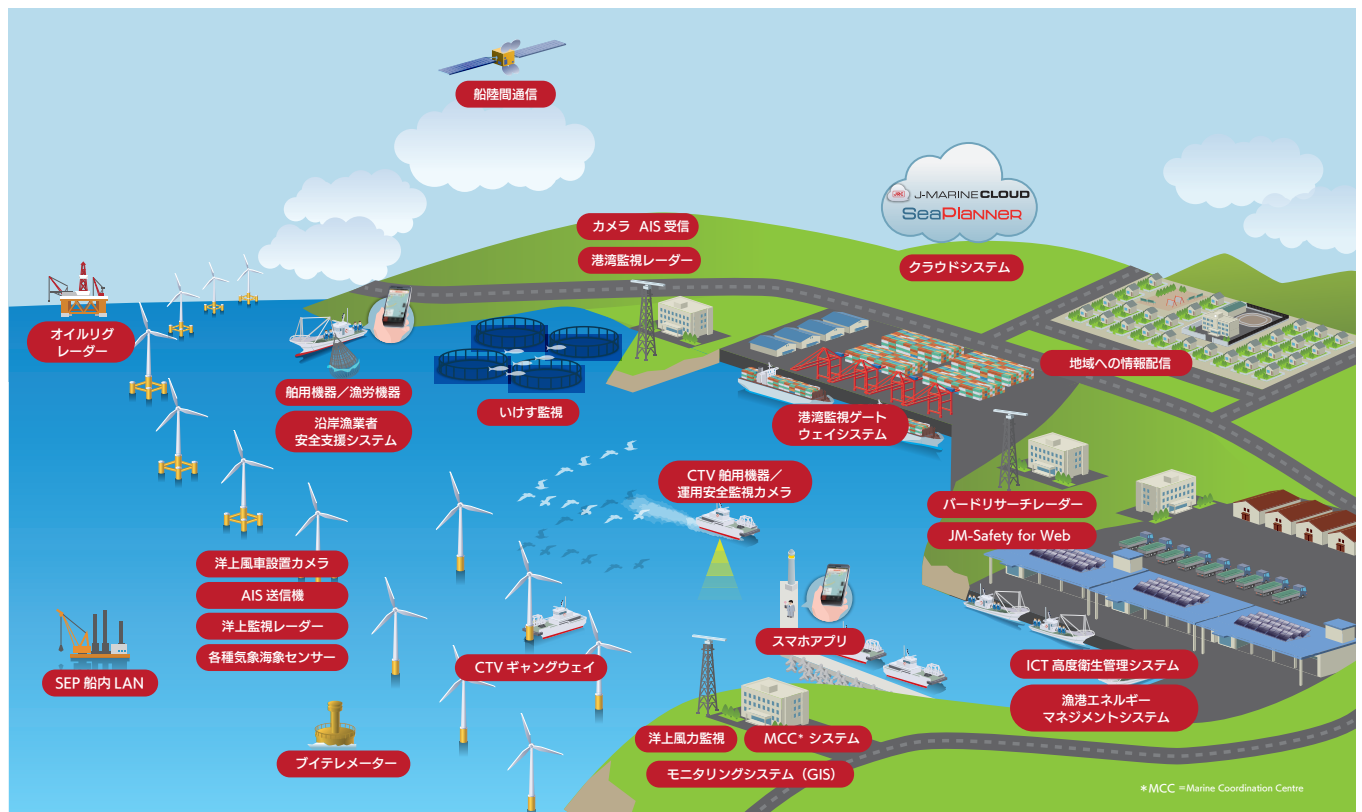 船陸間通信
JRC J-MARINE CLOUD
SeaPlanner
クラウドシステム
カメラ AIS 受信
港湾監視レーダー
オイルリグ
レーダー
地域への情報配信
舶用機器／漁労機器
沿岸漁業者
安全支援システム
いけす監視
港湾監視ゲート
ウェイシステム
CTV 舶用機器／
運用安全監視カメラ
バードリサーチレーダー
JM-Safety for Web
洋上風車設置カメラ
AIS 送信機
洋上監視レーダー
各種気象海象センサー
SEP 船内 LAN
CTV ギャングウェイ
スマホアプリ
ICT 高度衛生管理システム
漁港エネルギー
マネジメントシステム
ブイテレメーター
洋上風力監視
MCC* システム
モニタリングシステム（GIS）
*MCC =Marine Coordination Centre